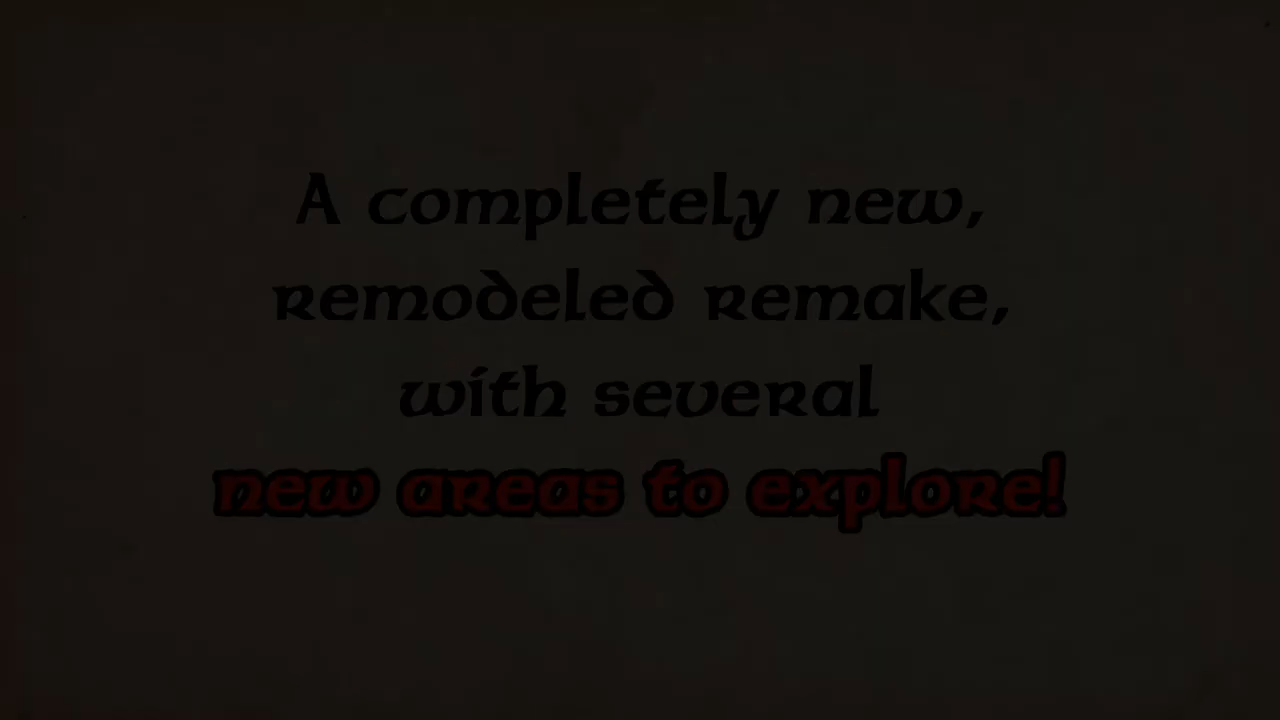 A completely new,
remodeled remake,
with several
new areas to explore!